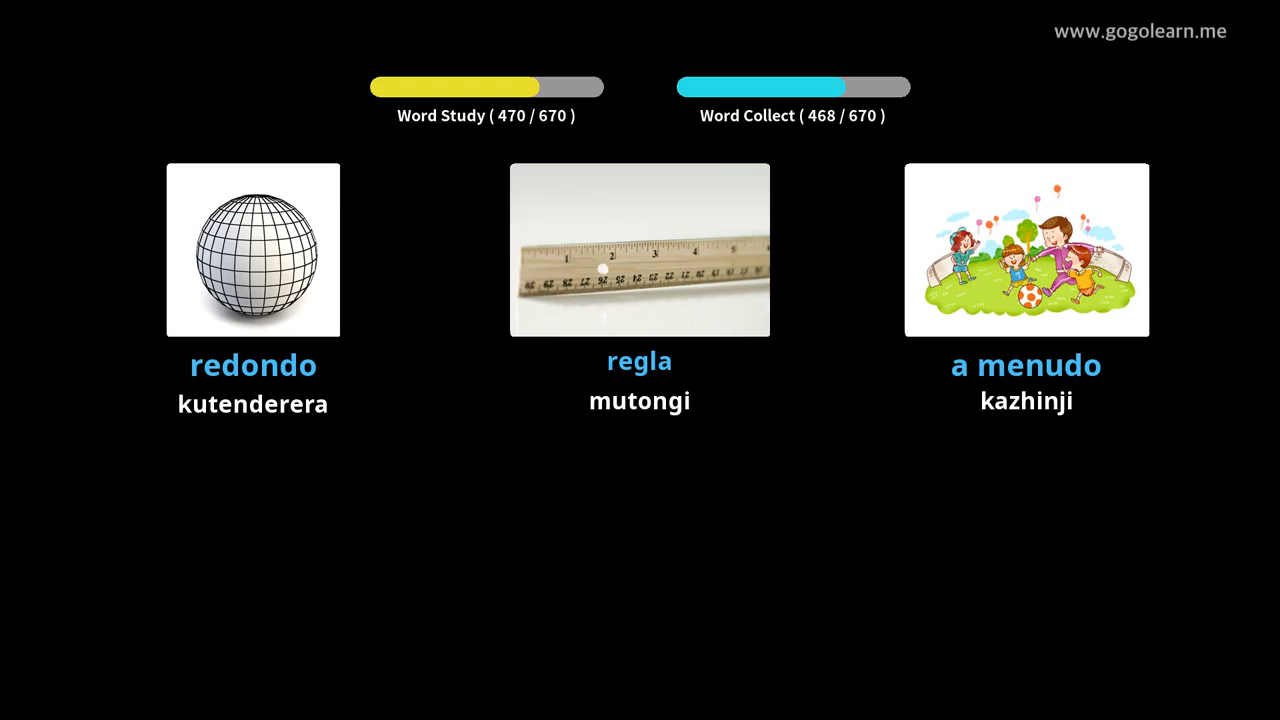 www.gogolearn.me
Word Study ( 470 / 670 )
Word Collect ( 468 / 670 )
redondo
kutenderera
regla
mutongi
a menudo
kazhinji